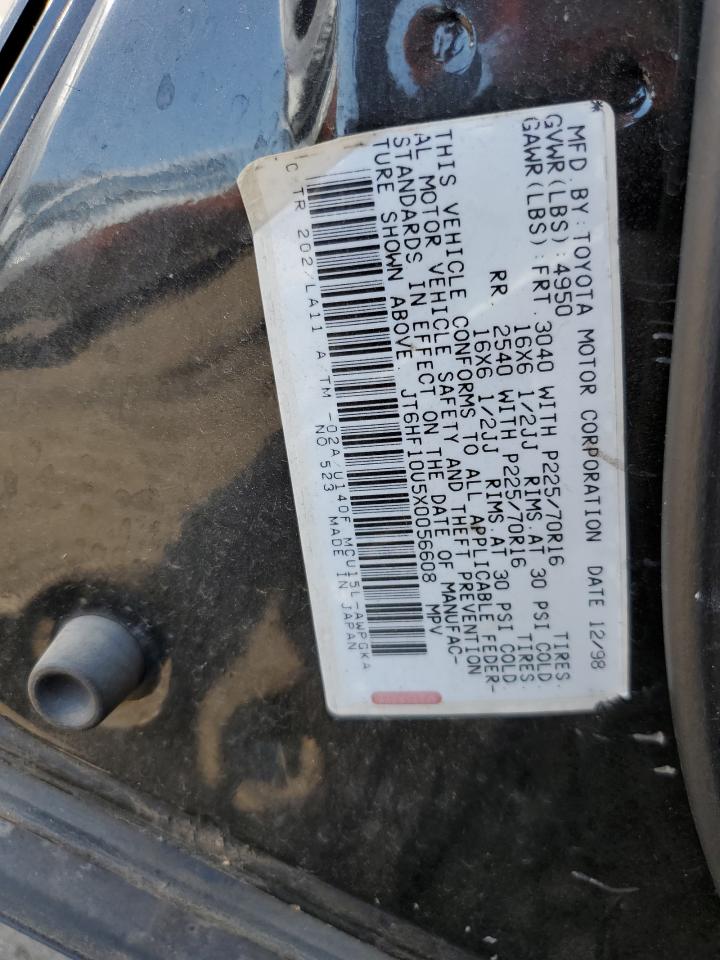 MFD. BY: TOYOTA MOTOR CORPORATION DATE 12/98
GVWR(LBS): 4950
GAWR(LBS): FRT. 3040 WITH P225/70R16 TIRES.
16X6 1/2JJ RIMS. AT 30 PSI COLD.
RR. 2540 WITH P225/70R16 TIRES.
16X6 1/2JJ RIMS. AT 30 PSI COLD.
THIS VEHICLE CONFORMS TO ALL APPLICABLE FEDER-
AL MOTOR VEHICLE SAFETY AND THEFT PREVENTION
STANDARDS IN EFFECT ON THE DATE OF MANUFAC-
TURE SHOWN ABOVE. JT6HF10U5X0056608 MPV
C TR 202/LA11 A TM -02A/U140F MCU15L-AWPGKA
NO 523 MADE IN JAPAN